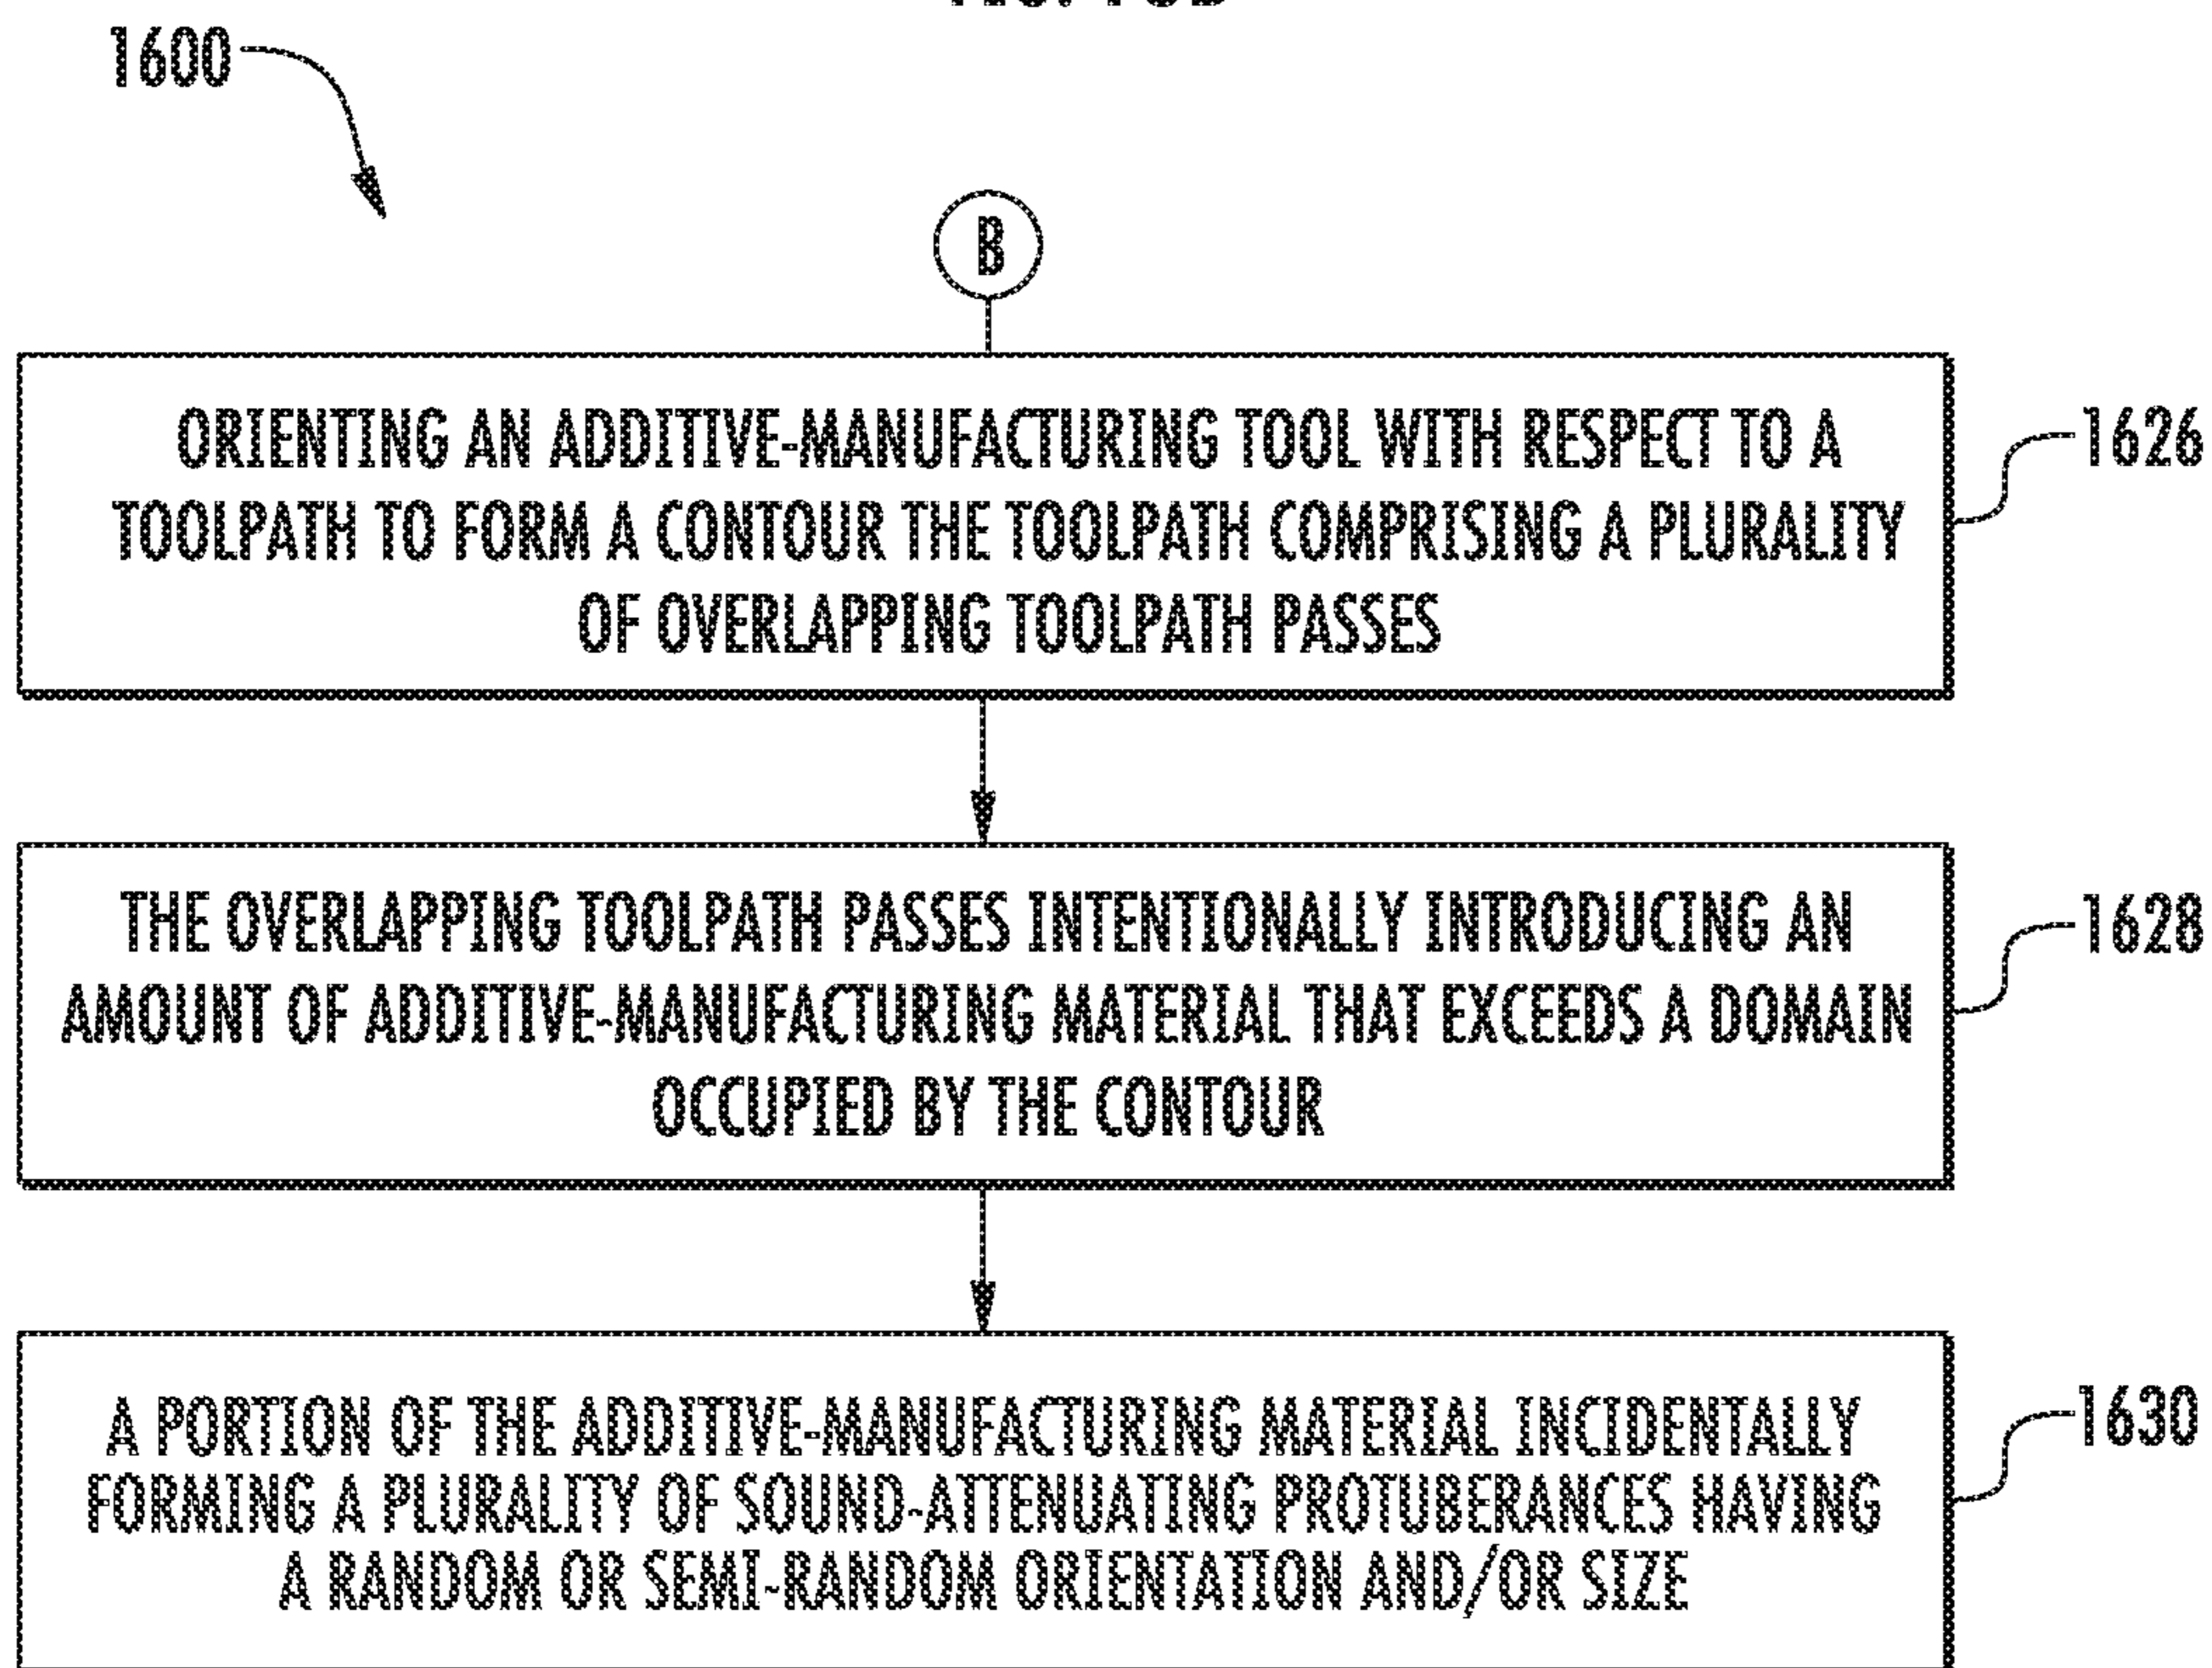 1600
B
ORIENTING AN ADDITIVE-MANUFACTURING TOOL WITH RESPECT TO A
TOOLPATH TO FORM A CONTOUR THE TOOLPATH COMPRISING A PLURALITY
OF OVERLAPPING TOOLPATH PASSES
1626
THE OVERLAPPING TOOLPATH PASSES INTENTIONALLY INTRODUCING AN
AMOUNT OF ADDITIVE-MANUFACTURING MATERIAL THAT EXCEEDS A DOMAIN
OCCUPIED BY THE CONTOUR
1628
A PORTION OF THE ADDITIVE-MANUFACTURING MATERIAL INCIDENTALLY
FORMING A PLURALITY OF SOUND-ATTENUATING PROTUBERANCES HAVING
A RANDOM OR SEMI-RANDOM ORIENTATION AND/OR SIZE
1630